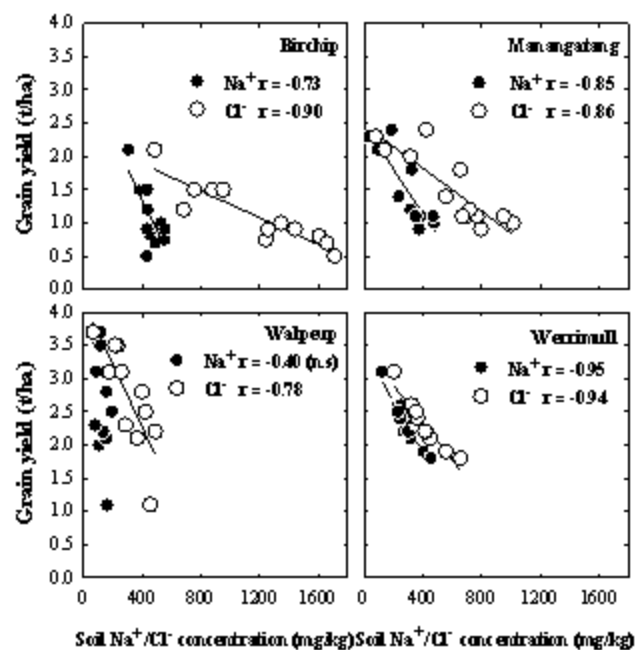 4.0
3.5
3.0
2.5
2.0
1.5
1.0
0.5
0.0
Grain yield (t/ha)
Birchip
Na⁺ r = -0.73
Cl⁻ r = -0.90
Manangatang
Na⁺ r = -0.85
Cl⁻ r = -0.86
4.0
3.5
3.0
2.5
2.0
1.5
1.0
0.5
0.0
Grain yield (t/ha)
Walpeup
Na⁺ r = -0.40 (n.s)
Cl⁻ r = -0.78
Werrimull
Na⁺ r = -0.95
Cl⁻ r = -0.94
0 400 800 1200 1600
0 400 800 1200 1600
Soil Na⁺/Cl⁻ concentration (mg/kg) Soil Na⁺/Cl⁻ concentration (mg/kg)